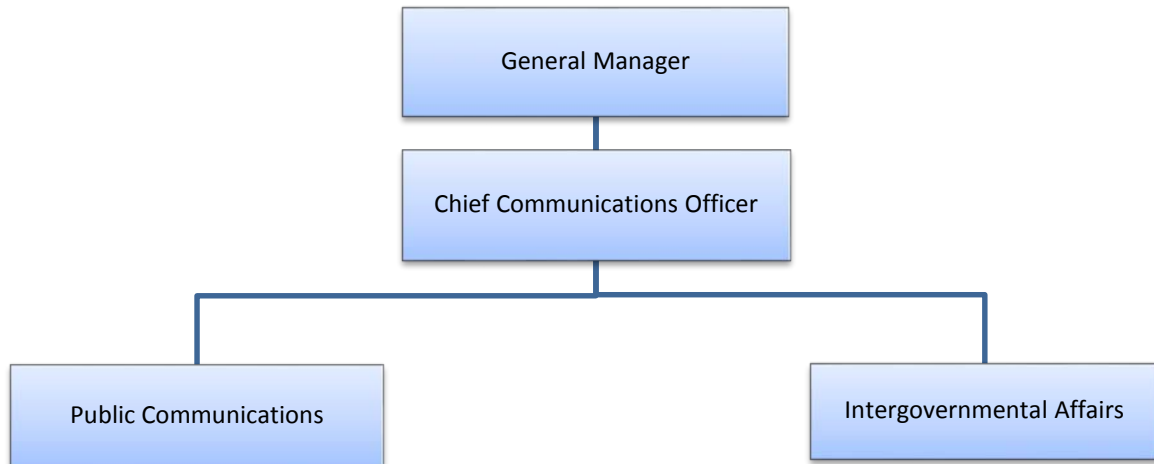 General Manager
Chief Communications Officer
Public Communications
Intergovernmental Affairs